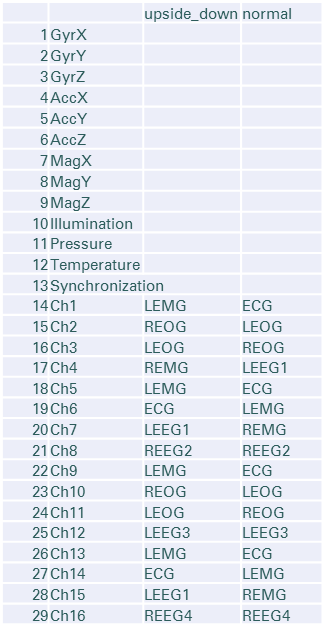 upside_down normal
1 GyrX
2 GyrY
3 GyrZ
4 AccX
5 AccY
6 AccZ
7 MagX
8 MagY
9 MagZ
10 Illumination
11 Pressure
12 Temperature
13 Synchronization
14 Ch1 LEMG ECG
15 Ch2 REOG LEOG
16 Ch3 LEOG REOG
17 Ch4 REMG LEEG1
18 Ch5 LEMG ECG
19 Ch6 ECG LEMG
20 Ch7 LEEG1 REMG
21 Ch8 REEG2 REEG2
22 Ch9 LEMG ECG
23 Ch10 REOG LEOG
24 Ch11 LEOG REOG
25 Ch12 LEEG3 LEEG3
26 Ch13 LEMG ECG
27 Ch14 ECG LEMG
28 Ch15 LEEG1 REMG
29 Ch16 REEG4 REEG4